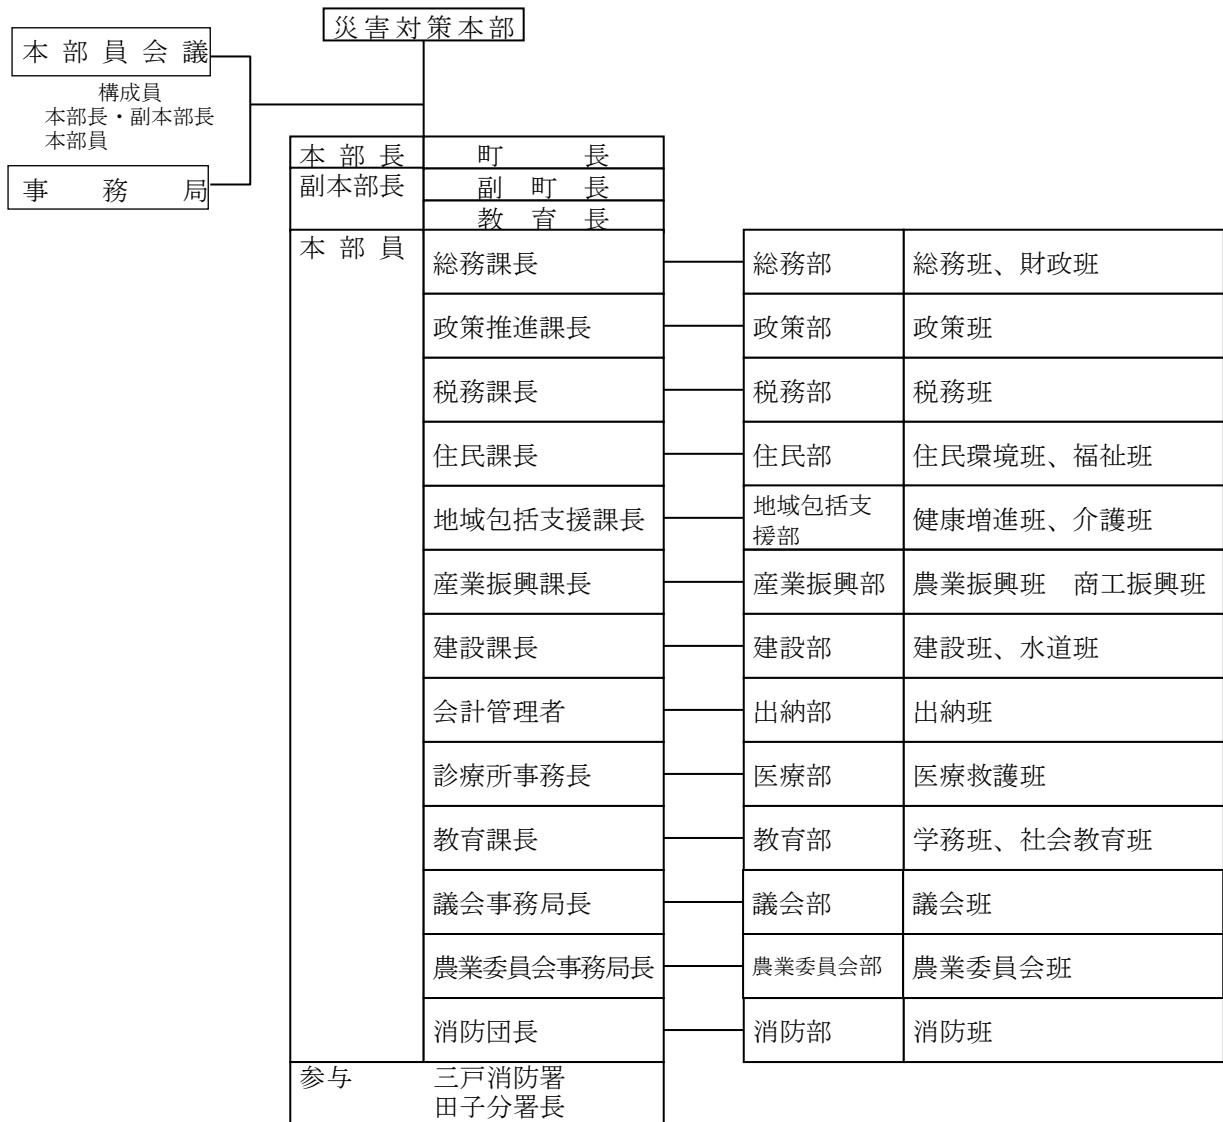 災害対策本部
本部員会議
構成員
本部長・副本部長
本部員
事務局
本部長 町長
副本部長 副町長
教育長
本部員
総務課長 総務部 総務班、財政班
政策推進課長 政策部 政策班
税務課長 税務部 税務班
住民課長 住民部 住民環境班、福祉班
地域包括支援課長 地域包括支
援部 健康増進班、介護班
産業振興課長 産業振興部 農業振興班　商工振興班
建設課長 建設部 建設班、水道班
会計管理者 出納部 出納班
診療所事務長 医療部 医療救護班
教育課長 教育部 学務班、社会教育班
議会事務局長 議会部 議会班
農業委員会事務局長 農業委員会部 農業委員会班
消防団長 消防部 消防班
参与 三戸消防署
田子分署長